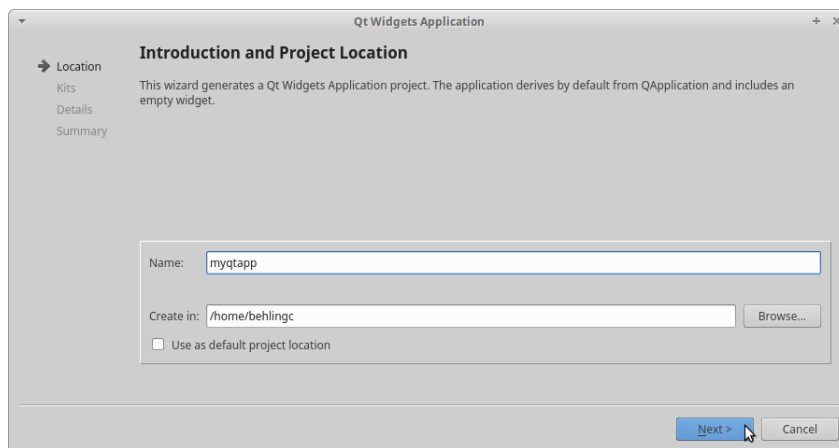 Qt Widgets Application
Location
Kits
Details
Summary
Introduction and Project Location
This wizard generates a Qt Widgets Application project. The application derives by default from QApplication and includes an
empty widget.
Name: myqtapp
Create in: /home/behlingc Browse...
Use as default project location
Next > Cancel